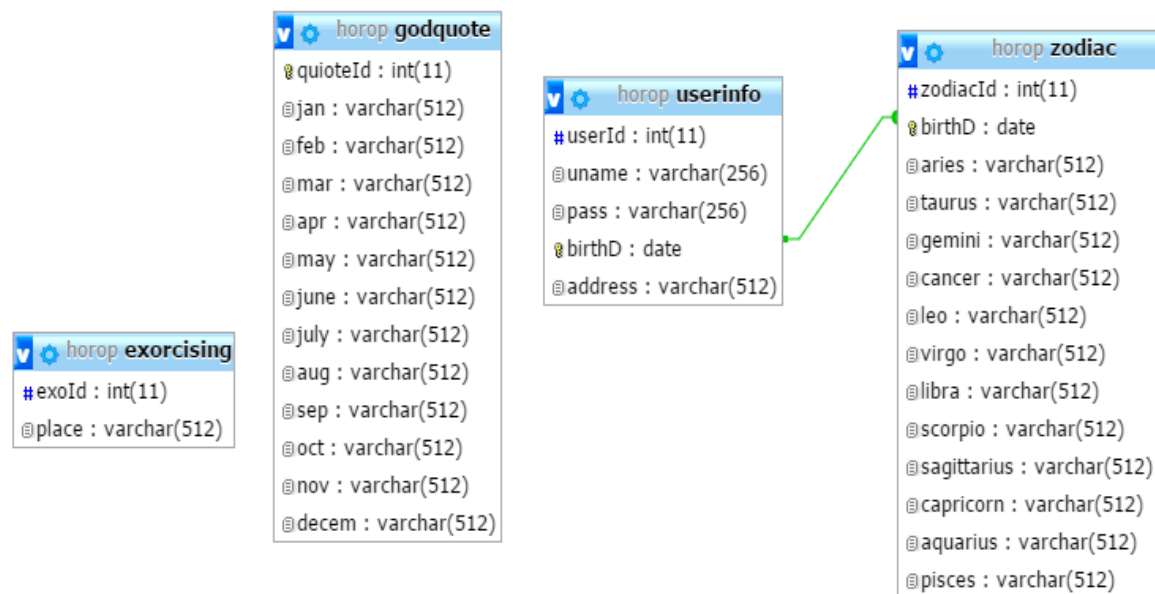 horop exorcising
exoId : int(11)
place : varchar(512)
horop godquote
quioteId : int(11)
jan : varchar(512)
feb : varchar(512)
mar : varchar(512)
apr : varchar(512)
may : varchar(512)
june : varchar(512)
july : varchar(512)
aug : varchar(512)
sep : varchar(512)
oct : varchar(512)
nov : varchar(512)
decem : varchar(512)
v horop userinfo
#userId : int(11)
uname : varchar(256)
pass : varchar(256)
birthD : date
address : varchar(512)
v horop zodiac
#zodiacId : int(11)
birthD : date
aries : varchar(512)
taurus : varchar(512)
gemini : varchar(512)
cancer : varchar(512)
leo : varchar(512)
virgo : varchar(512)
libra : varchar(512)
scorpio : varchar(512)
sagittarius : varchar(512)
capricorn : varchar(512)
aquarius : varchar(512)
pisces : varchar(512)